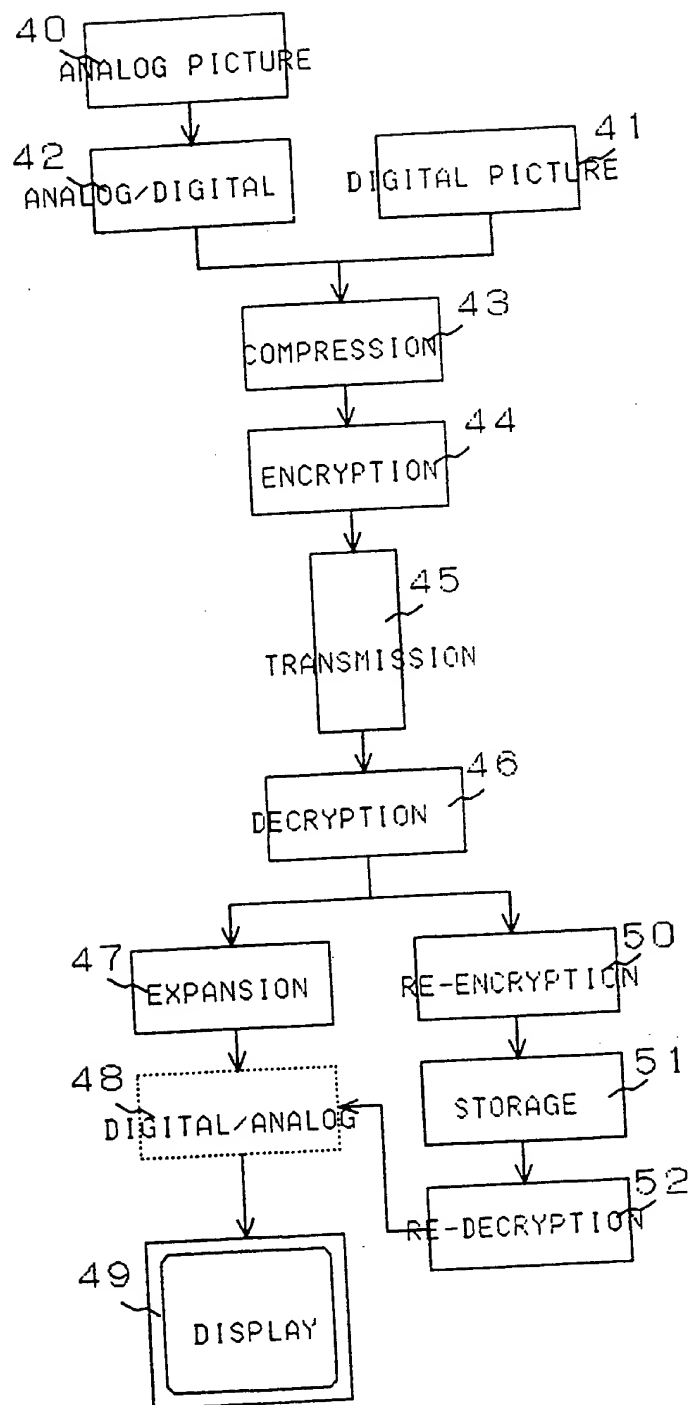 40
ANALOG PICTURE
42
ANALOG/DIGITAL
41
DIGITAL PICTURE
43
COMPRESSION
44
ENCRYPTION
45
TRANSMISSION
46
DECRYPTION
47
EXPANSION
50
RE-ENCRYPTION
48
DIGITAL/ANALOG
51
STORAGE
52
RE-DECRYPTION
49
DISPLAY